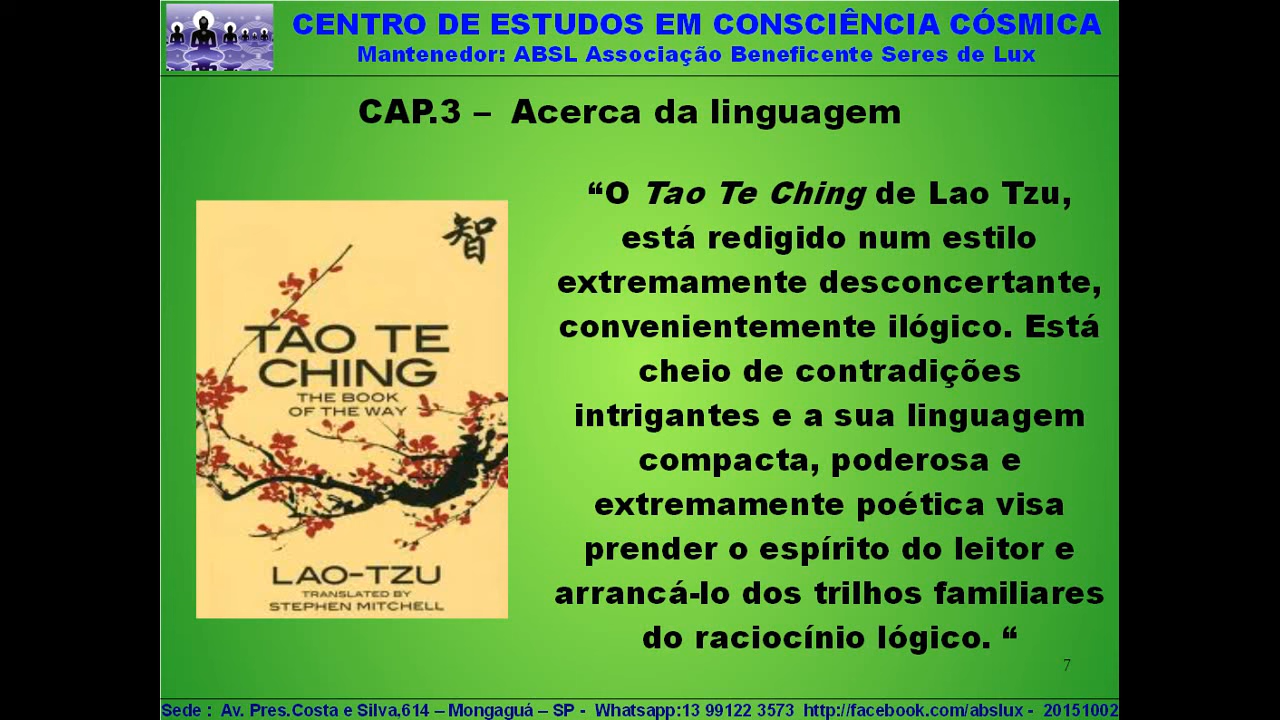 CENTRO DE ESTUDOS EM CONSCIÊNCIA CÓSMICA
Mantenedor: ABSL Associação Beneficente Seres de Lux
CAP.3 – Acerca da linguagem
智
TAO TE
CHING
THE BOOK
OF THE WAY
LAO-TZU
TRANSLATED BY
STEPHEN MITCHELL
“O Tao Te Ching de Lao Tzu,
está redigido num estilo
extremamente desconcertante,
convenientemente ilógico. Está
cheio de contradições
intrigantes e a sua linguagem
compacta, poderosa e
extremamente poética visa
prender o espírito do leitor e
arrancá-lo dos trilhos familiares
do raciocínio lógico. “
7
Sede : Av. Pres.Costa e Silva,614 – Mongaguá – SP - Whatsapp:13 99122 3573 http://facebook.com/abslux - 20151002